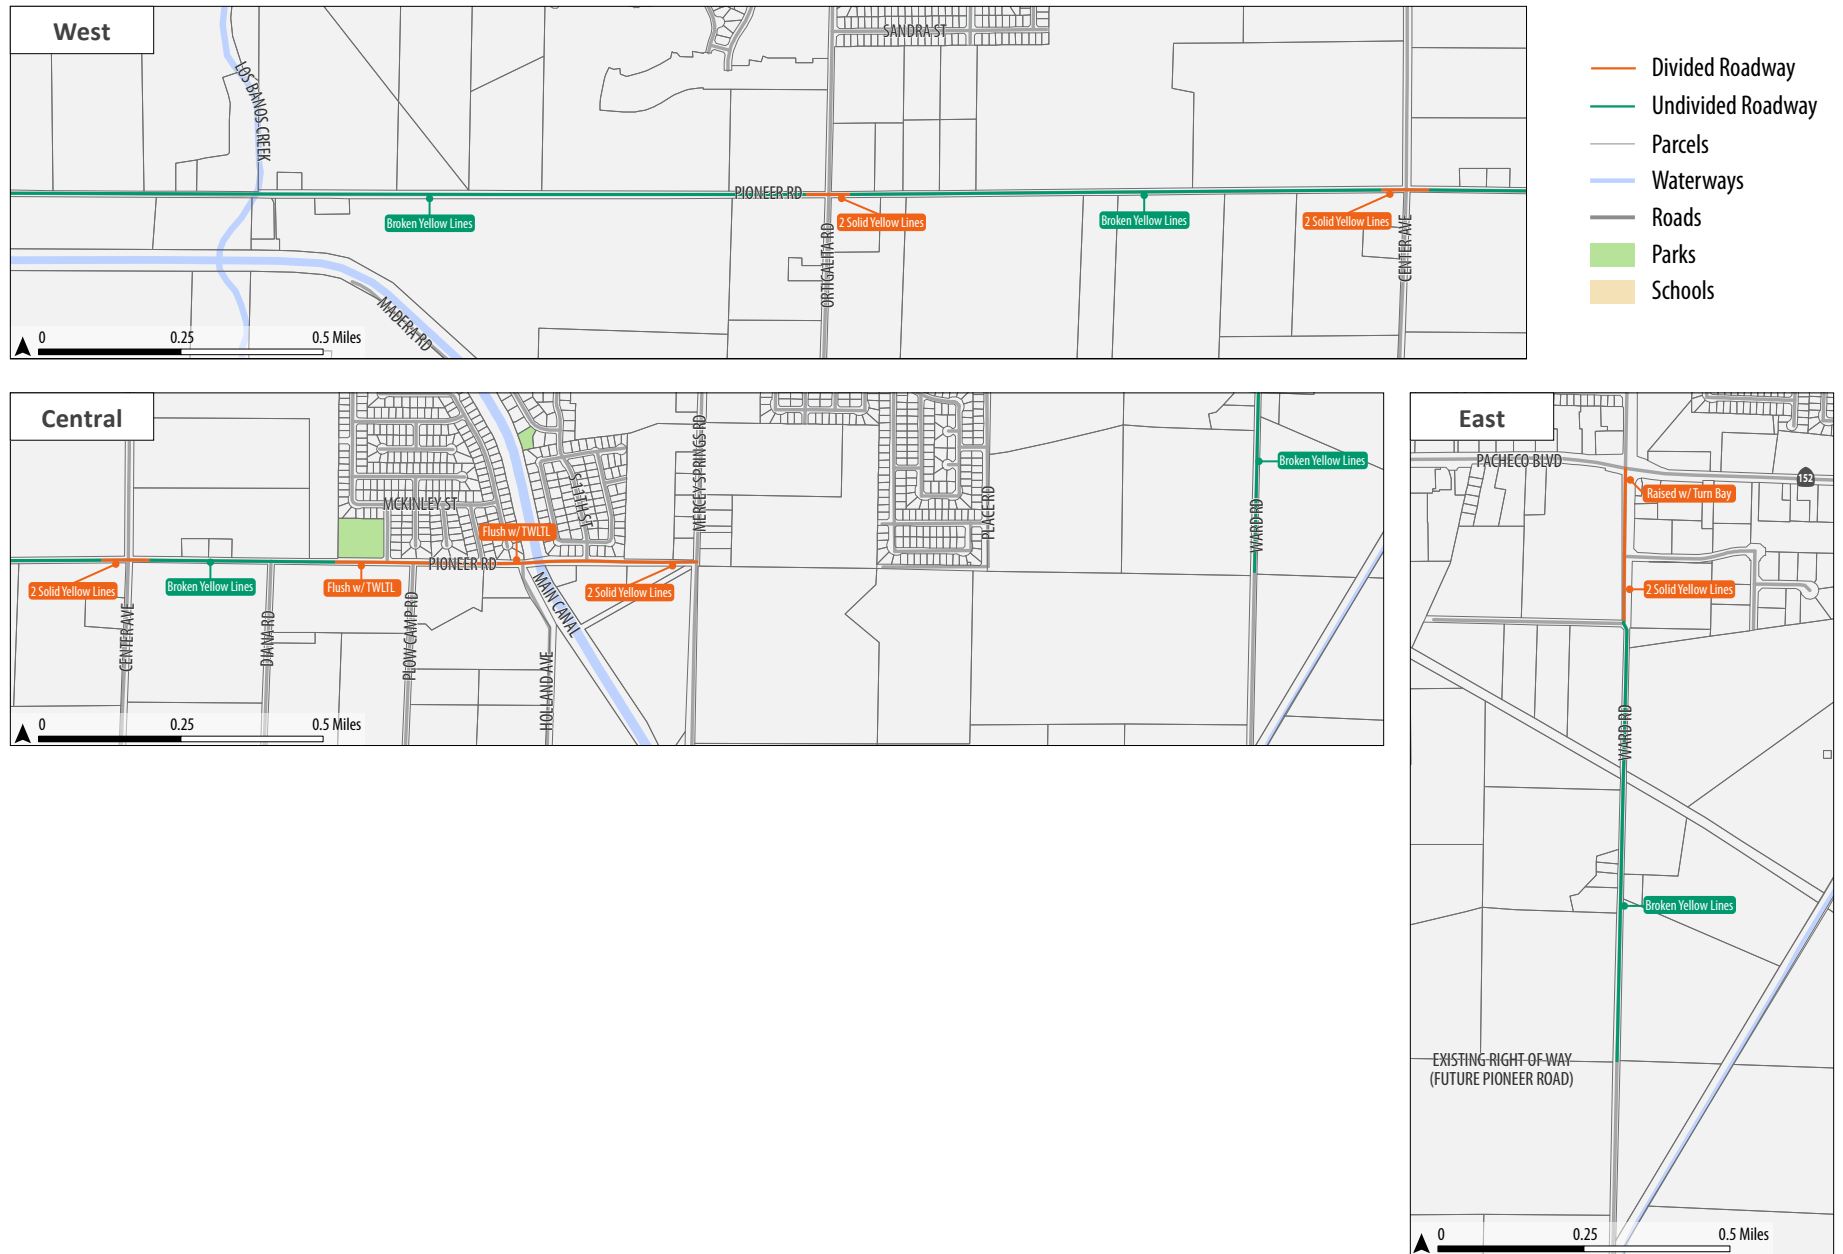 West
SANDRA ST
LOS BANOS CREEK
PIONEER RD
Broken Yellow Lines
2 Solid Yellow Lines
Broken Yellow Lines
2 Solid Yellow Lines
ORTIGALITA RD
CENTER AVE
MADERA RD
0 0.25 0.5 Miles
Divided Roadway
Undivided Roadway
Parcels
Waterways
Roads
Parks
Schools
Central
MCKINLEY ST
S 11TH ST
MERCEY SPRINGS RD
PLACE RD
WARD RD
Broken Yellow Lines
Flush w/ TWLTL
PIONEER RD
2 Solid Yellow Lines
Broken Yellow Lines
Flush w/ TWLTL
2 Solid Yellow Lines
CENTER AVE
DIANA RD
PLOW CAMP RD
HOLLAND AVE
MAIN CANAL
0 0.25 0.5 Miles
East
PACHECO BLVD
152
Raised w/ Turn Bay
2 Solid Yellow Lines
WARD RD
Broken Yellow Lines
EXISTING RIGHT OF WAY
(FUTURE PIONEER ROAD)
0 0.25 0.5 Miles